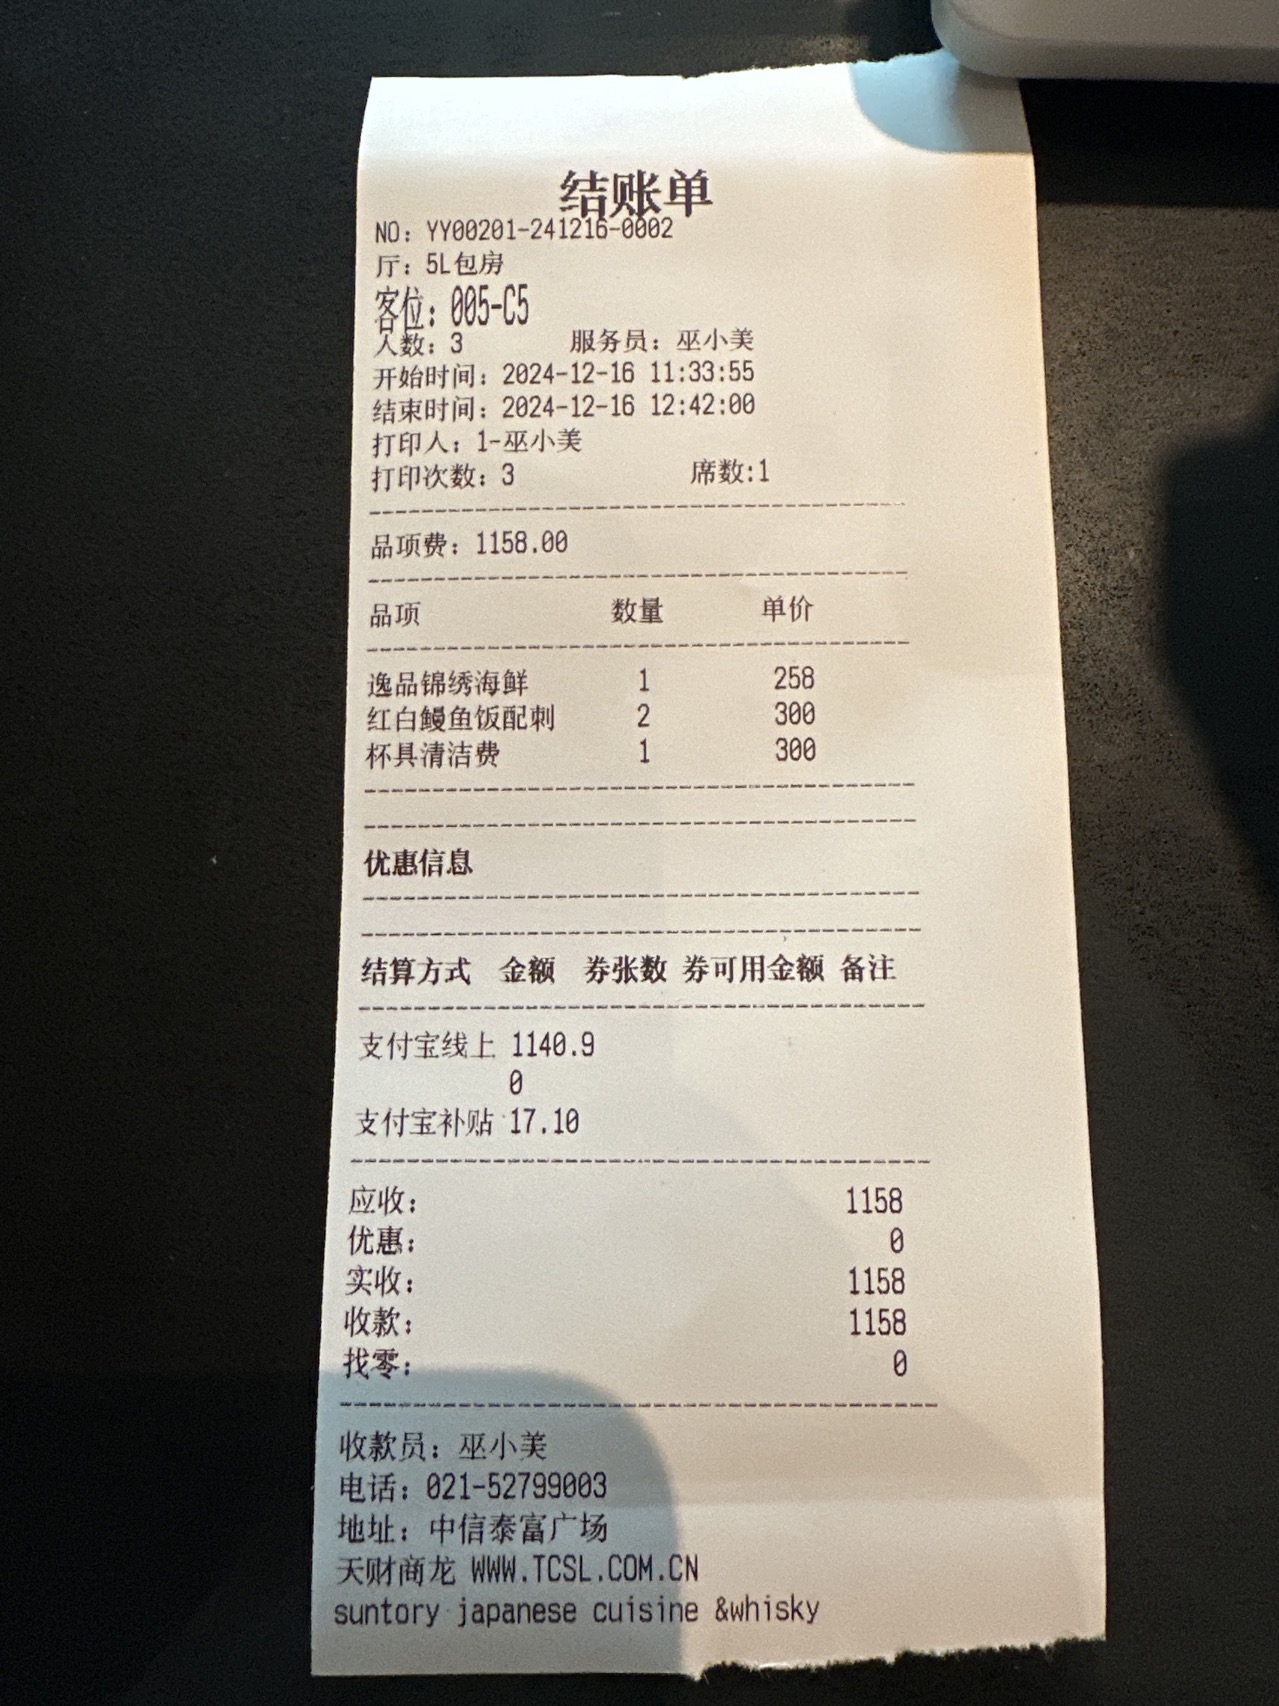 结账单
NO: YY00201-241216-0002
厅: 5L包房
客位: 005-C5
人数: 3 服务员: 巫小美
开始时间: 2024-12-16 11:33:55
结束时间: 2024-12-16 12:42:00
打印人: 1-巫小美
打印次数: 3 席数:1
品项费: 1158.00
品项 数量 单价
逸品锦绣海鲜 1 258
红白鳗鱼饭配刺 2 300
杯具清洁费 1 300
优惠信息
结算方式 金额 券张数 券可用金额 备注
支付宝线上 1140.9
0
支付宝补贴 17.10
应收: 1158
优惠: 0
实收: 1158
收款: 1158
找零: 0
收款员: 巫小美
电话: 021-52799003
地址: 中信泰富广场
天财商龙 WWW.TCSL.COM.CN
suntory japanese cuisine &whisky